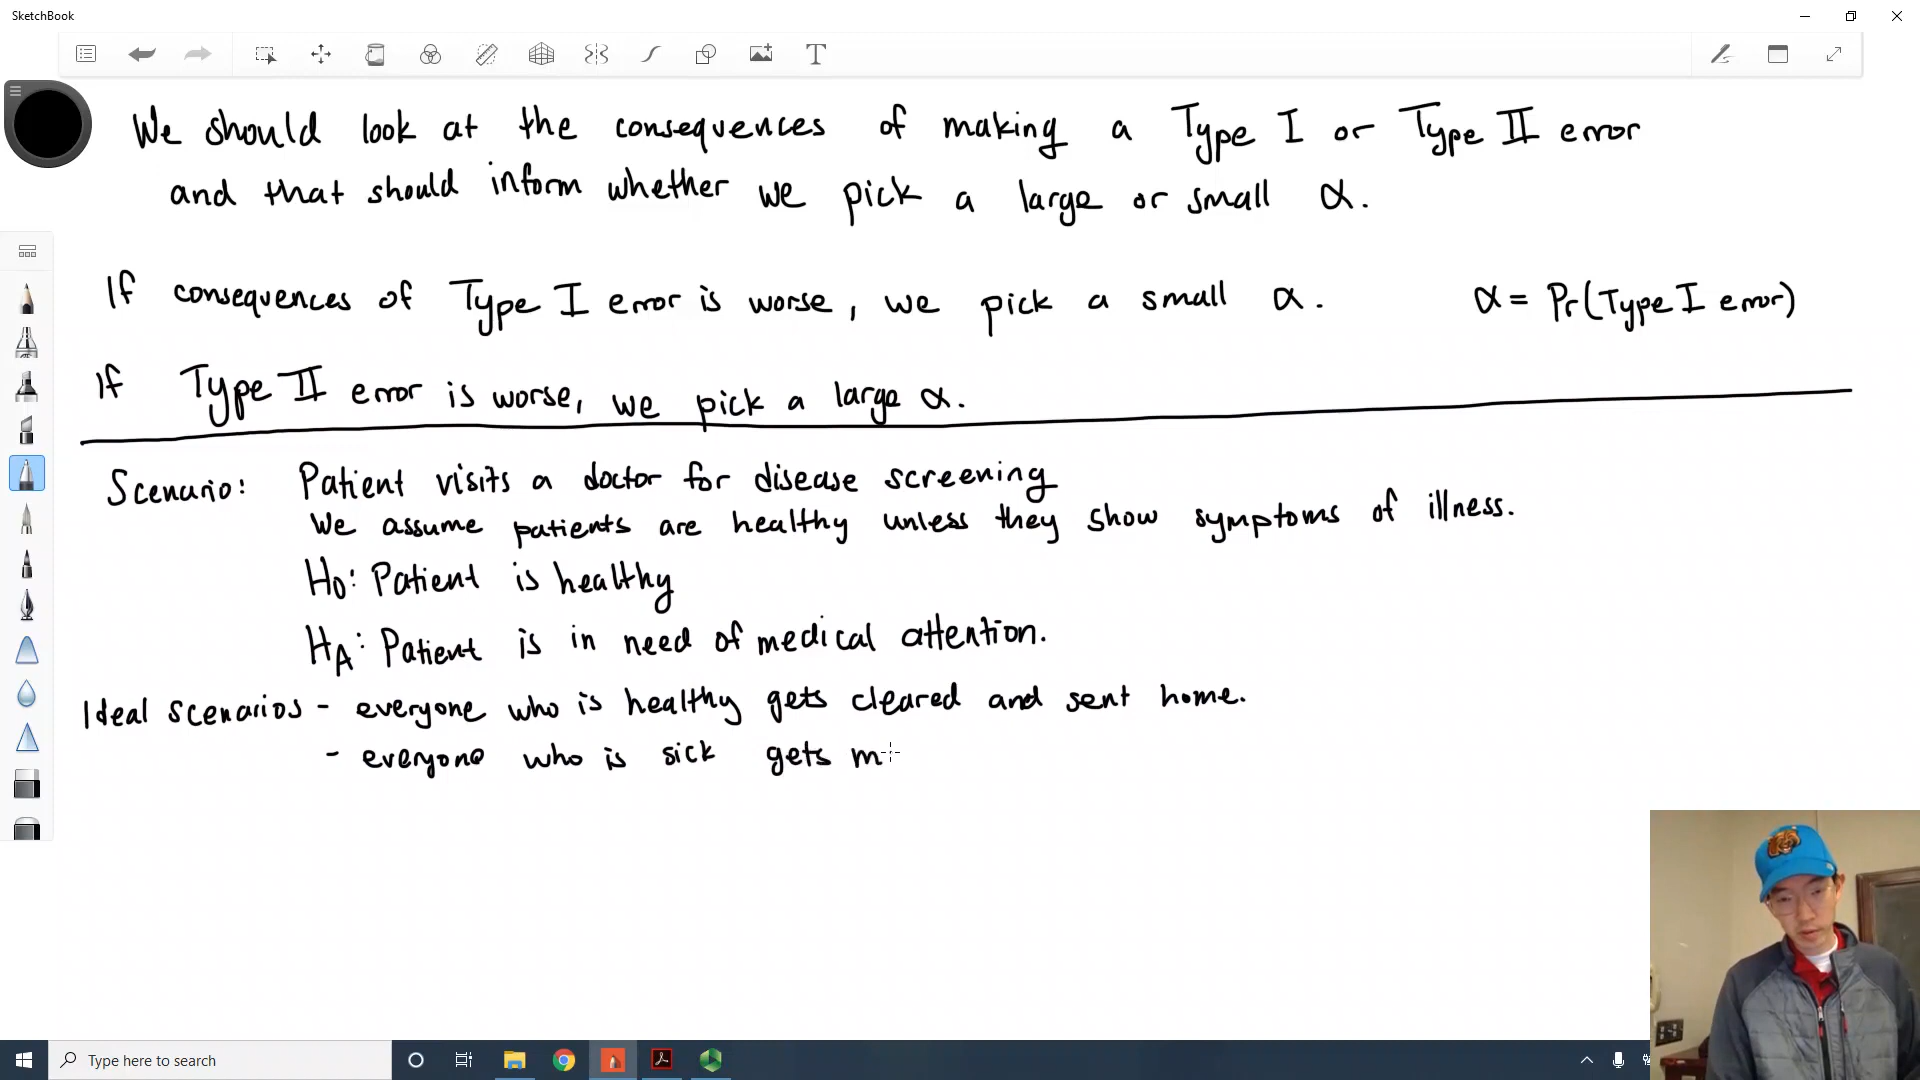 SketchBook
We should look at the consequences of making a Type I or Type II error
and that should inform whether we pick a large or small α.
If consequences of Type I error is worse, we pick a small α. α = Pr(Type I error)
If Type II error is worse, we pick a large α.
Scenario: Patient visits a doctor for disease screening
We assume patients are healthy unless they show symptoms of illness.
H0: Patient is healthy
HA: Patient is in need of medical attention.
Ideal Scenarios - everyone who is healthy gets cleared and sent home.
- everyone who is sick gets m
Type here to search